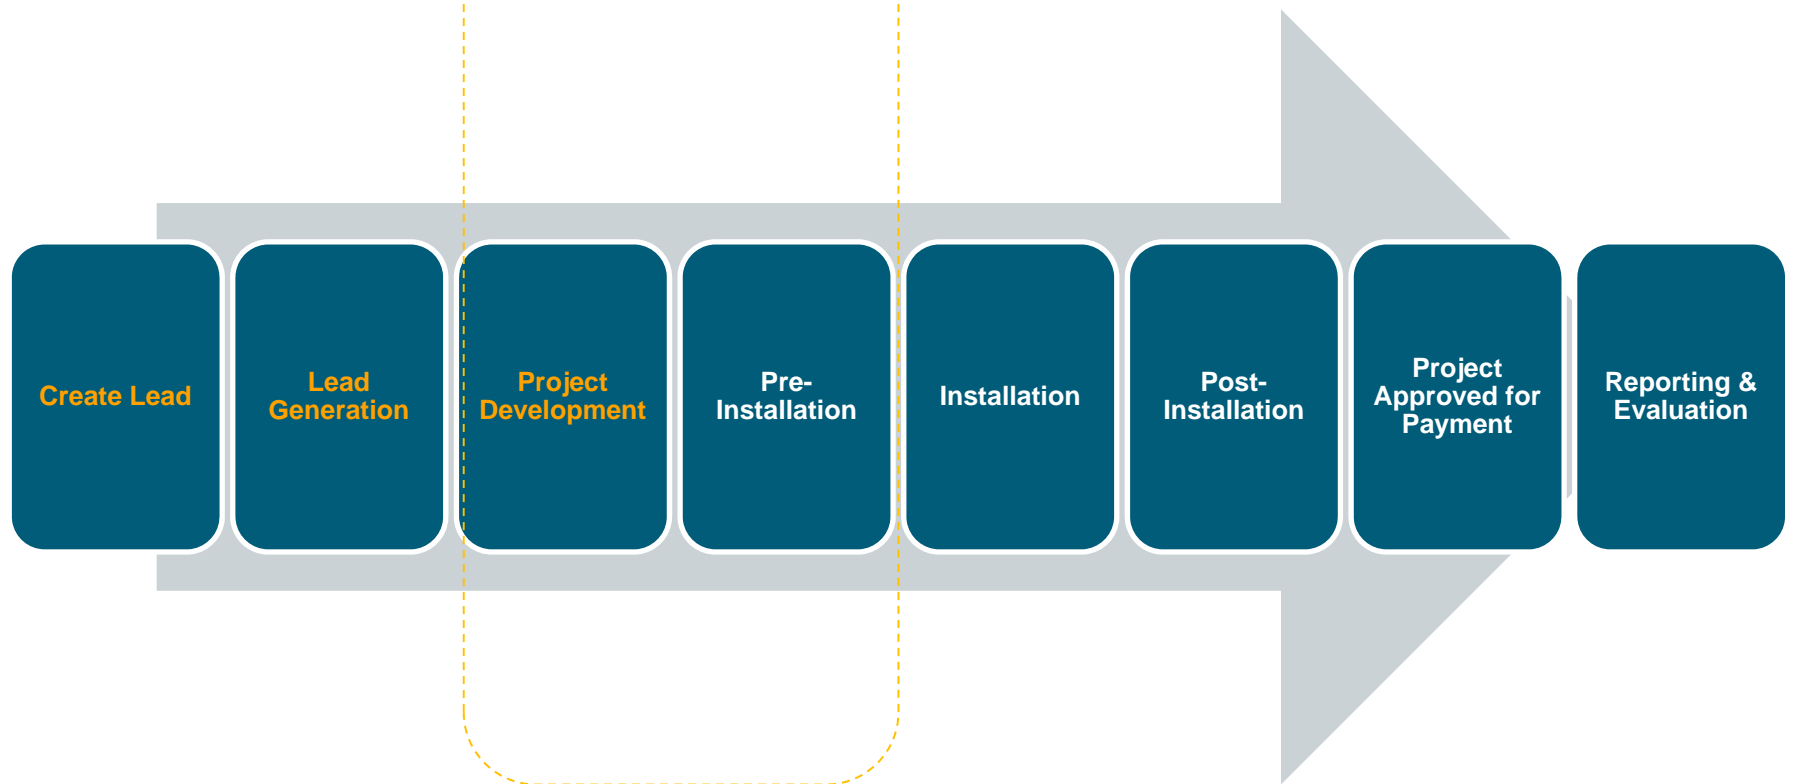 Create Lead
Lead
Generation
Project
Development
Pre-
Installation
Installation
Post-
Installation
Project
Approved for
Payment
Reporting &
Evaluation